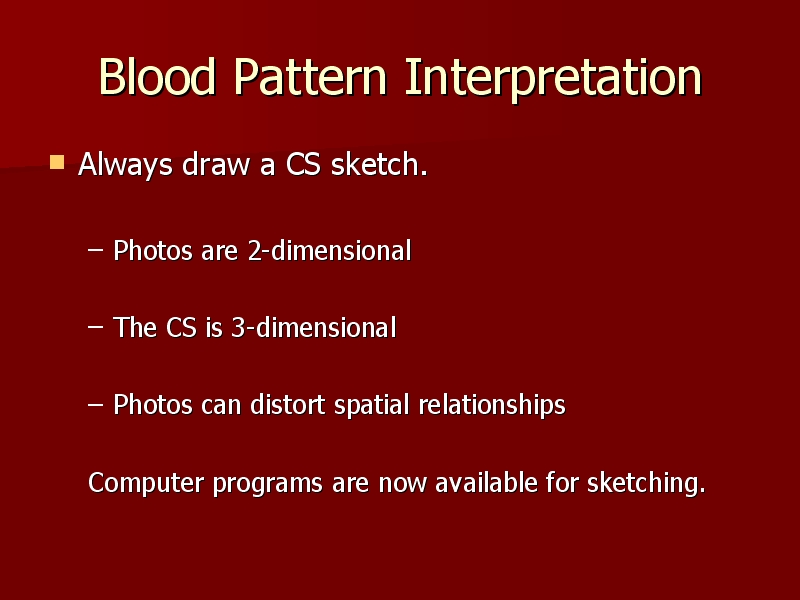 Blood Pattern Interpretation
Always draw a CS sketch.
– Photos are 2-dimensional
– The CS is 3-dimensional
– Photos can distort spatial relationships
Computer programs are now available for sketching.